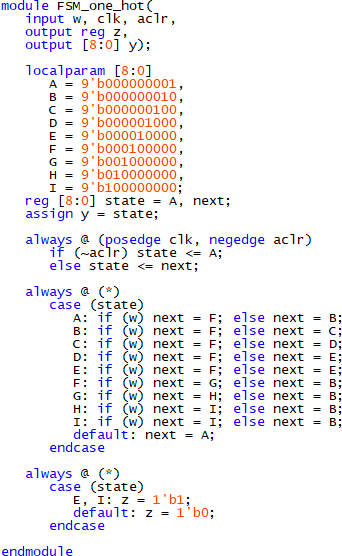 module FSM_one_hot(
input w, clk, aclr,
output reg z,
output [8:0] y);
localparam [8:0]
A = 9'b000000001,
B = 9'b000000010,
C = 9'b000000100,
D = 9'b000001000,
E = 9'b000010000,
F = 9'b000100000,
G = 9'b001000000,
H = 9'b010000000,
I = 9'b100000000;
reg [8:0] state = A, next;
assign y = state;
always @ (posedge clk, negedge aclr)
if (~aclr) state <= A;
else state <= next;
always @ (*)
case (state)
A: if (w) next = F; else next = B;
B: if (w) next = F; else next = C;
C: if (w) next = F; else next = D;
D: if (w) next = F; else next = E;
E: if (w) next = F; else next = E;
F: if (w) next = G; else next = B;
G: if (w) next = H; else next = B;
H: if (w) next = I; else next = B;
I: if (w) next = I; else next = B;
default: next = A;
endcase
always @ (*)
case (state)
E, I: z = 1'b1;
default: z = 1'b0;
endcase
endmodule